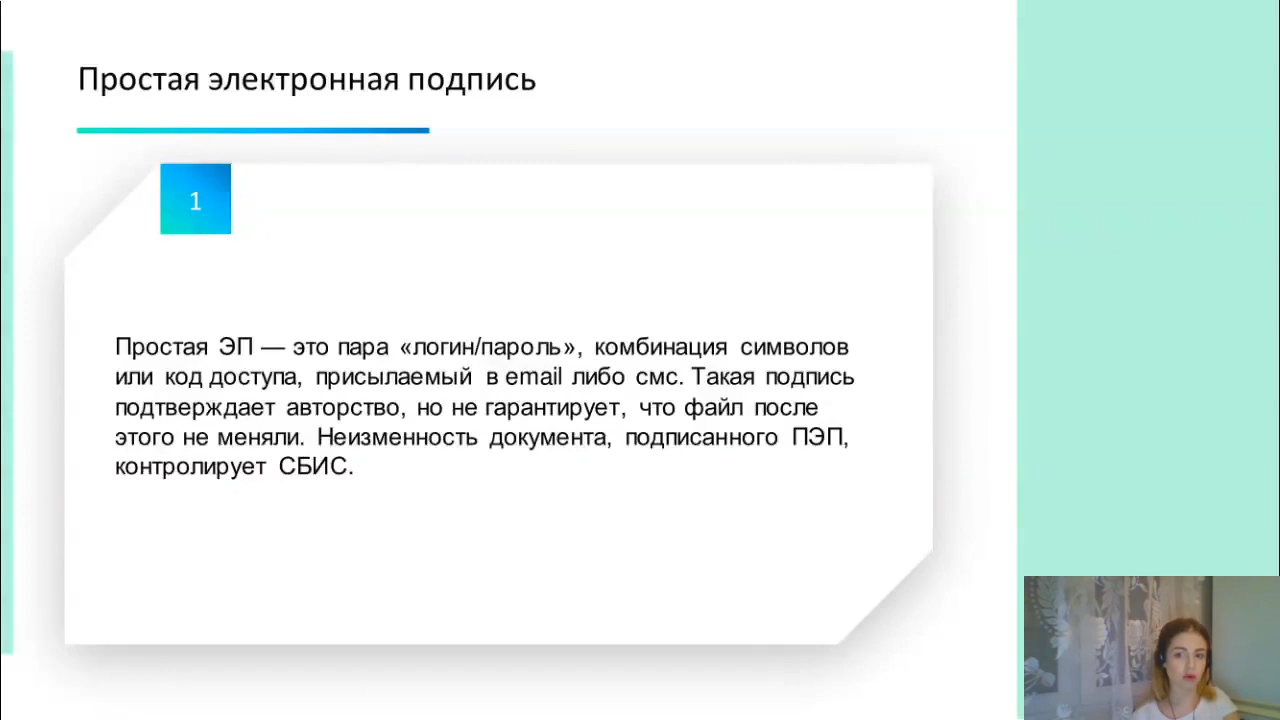 Простая электронная подпись
1
Простая ЭП — это пара «логин/пароль», комбинация символов
или код доступа, присылаемый в email либо смс. Такая подпись
подтверждает авторство, но не гарантирует, что файл после
этого не меняли. Неизменность документа, подписанного ПЭП,
контролирует СБИС.